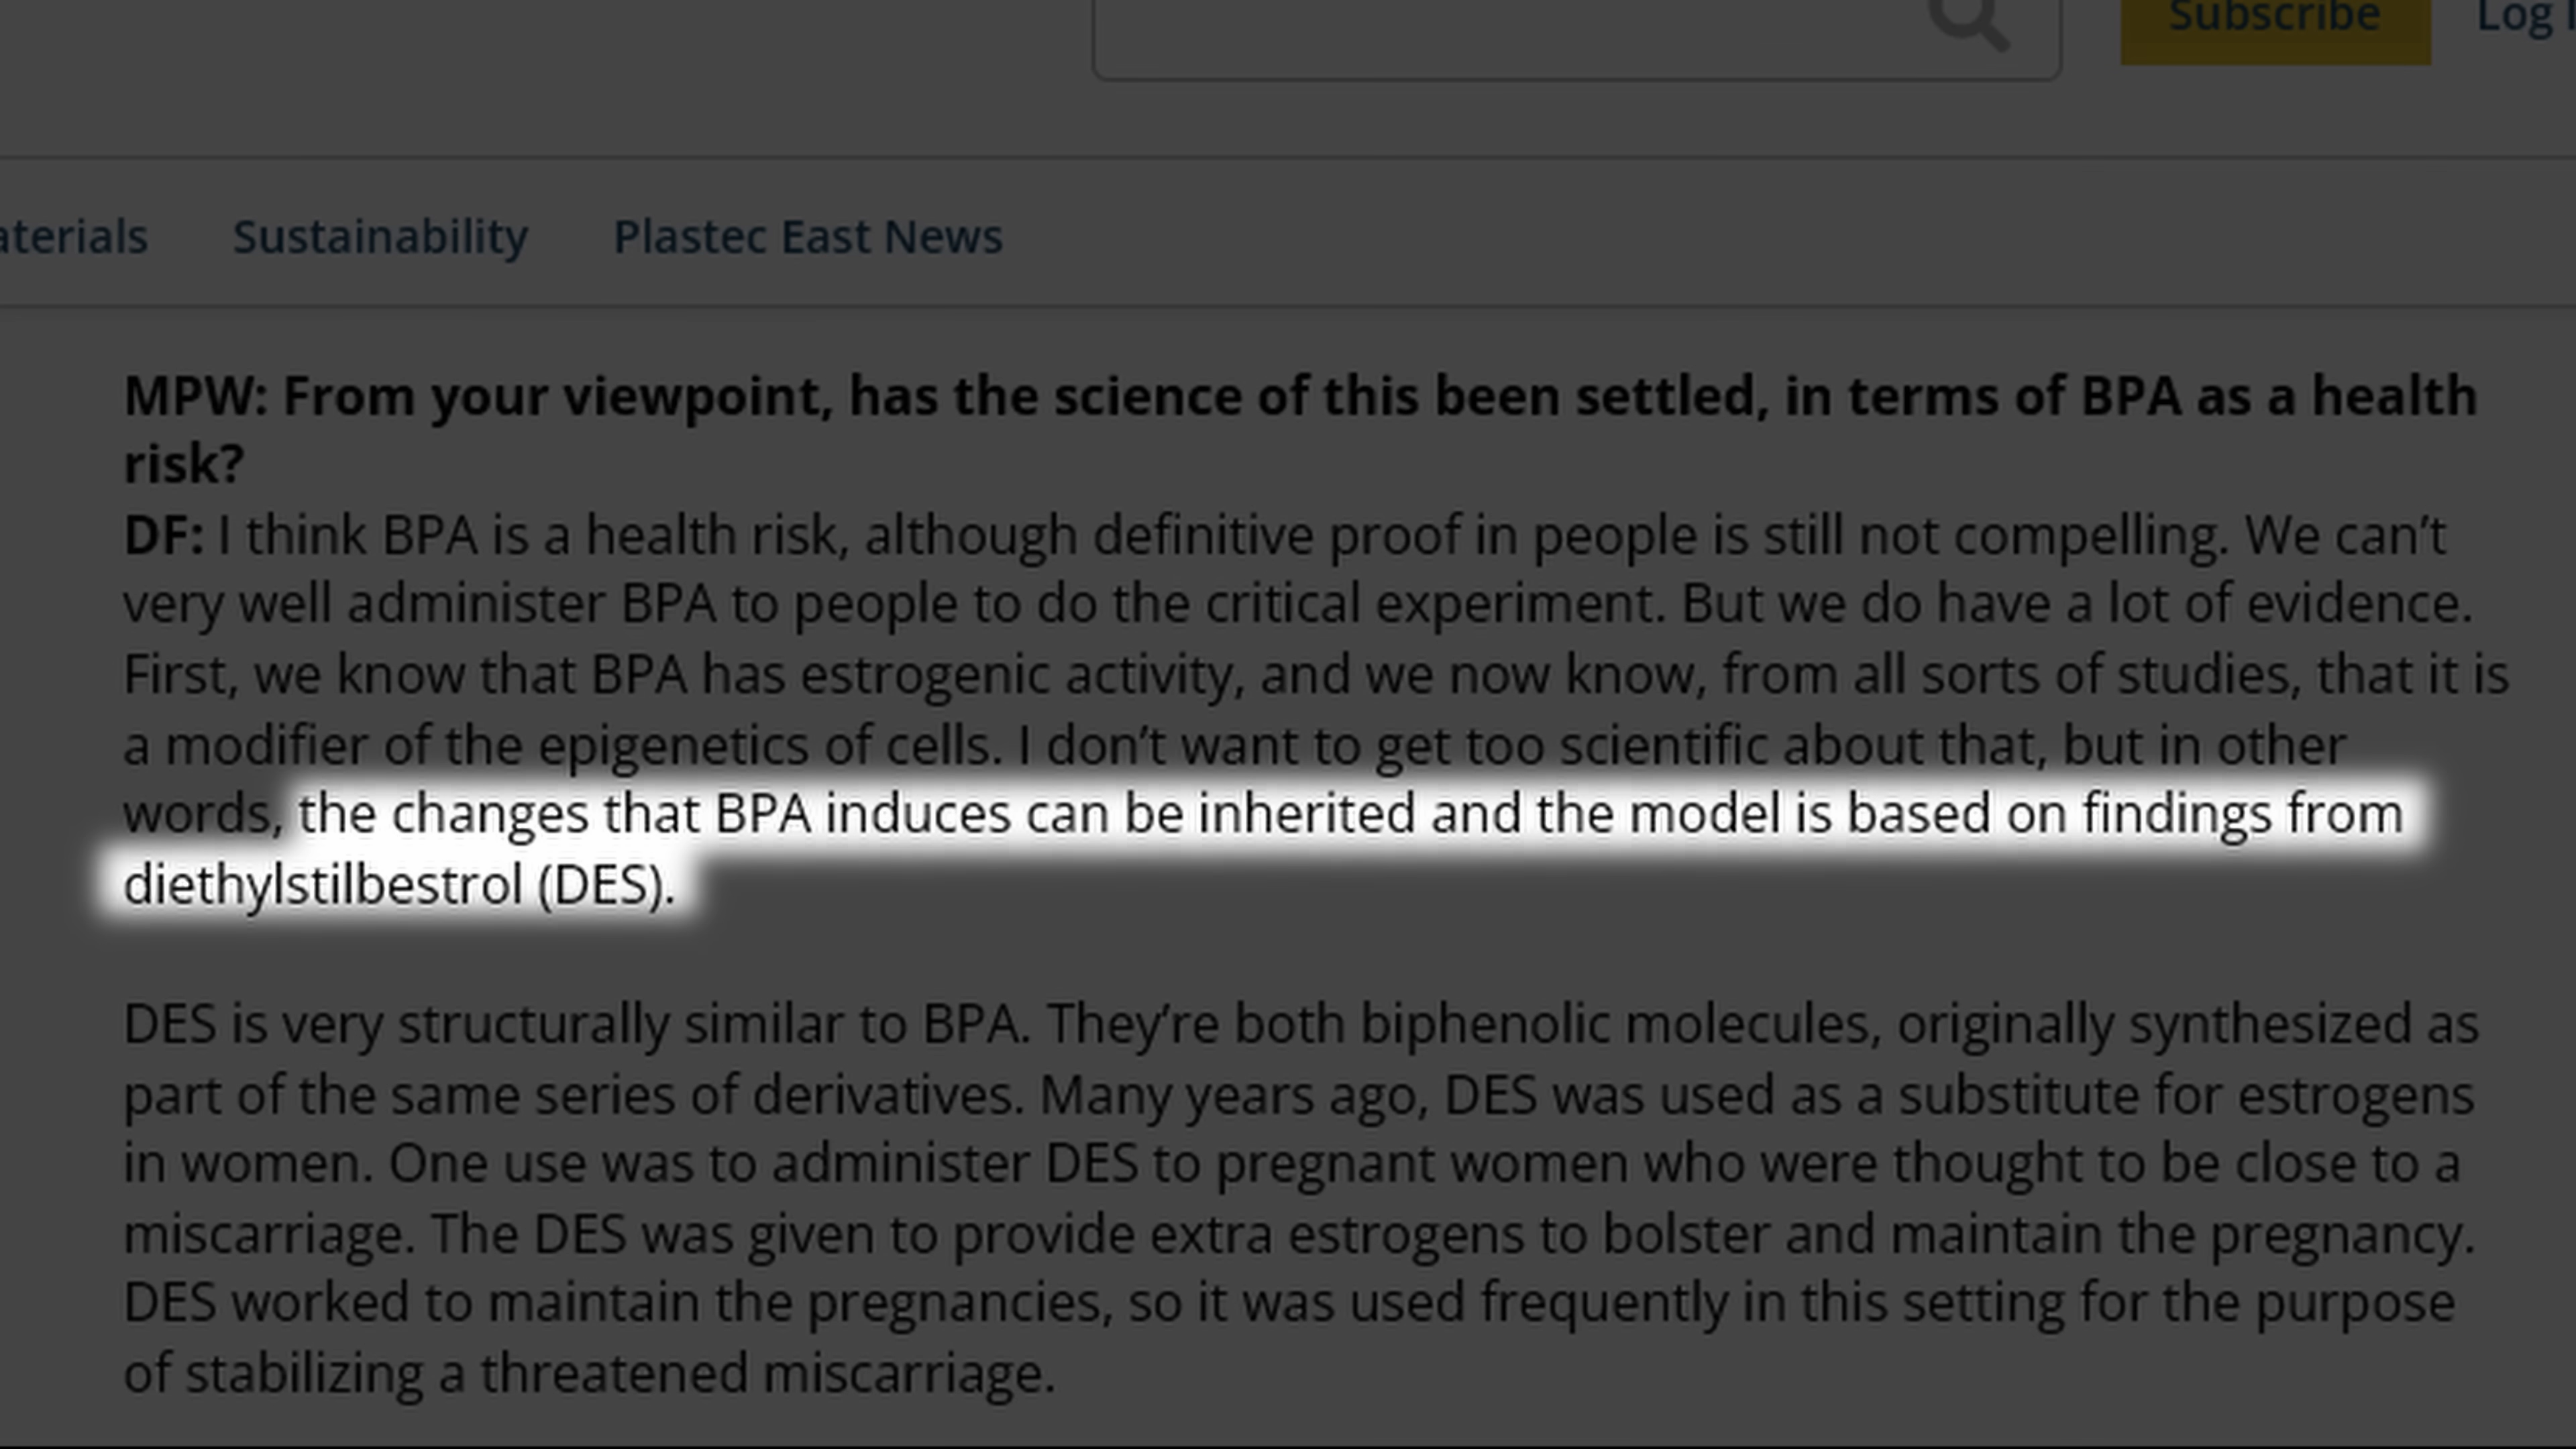 Subscribe
Log
Sustainability
Plastec East News
MPW: From your viewpoint, has the science of this been settled, in terms of BPA as a health
risk?
DF: I think BPA is a health risk, although definitive proof in people is still not compelling. We can’t
very well administer BPA to people to do the critical experiment. But we do have a lot of evidence.
First, we know that BPA has estrogenic activity, and we now know, from all sorts of studies, that it is
a modifier of the epigenetics of cells. I don’t want to get too scientific about that, but in other
words, the changes that BPA induces can be inherited and the model is based on findings from
diethylstilbestrol (DES).
DES is very structurally similar to BPA. They’re both biphenolic molecules, originally synthesized as
part of the same series of derivatives. Many years ago, DES was used as a substitute for estrogens
in women. One use was to administer DES to pregnant women who were thought to be close to a
miscarriage. The DES was given to provide extra estrogens to bolster and maintain the pregnancy.
DES worked to maintain the pregnancies, so it was used frequently in this setting for the purpose
of stabilizing a threatened miscarriage.